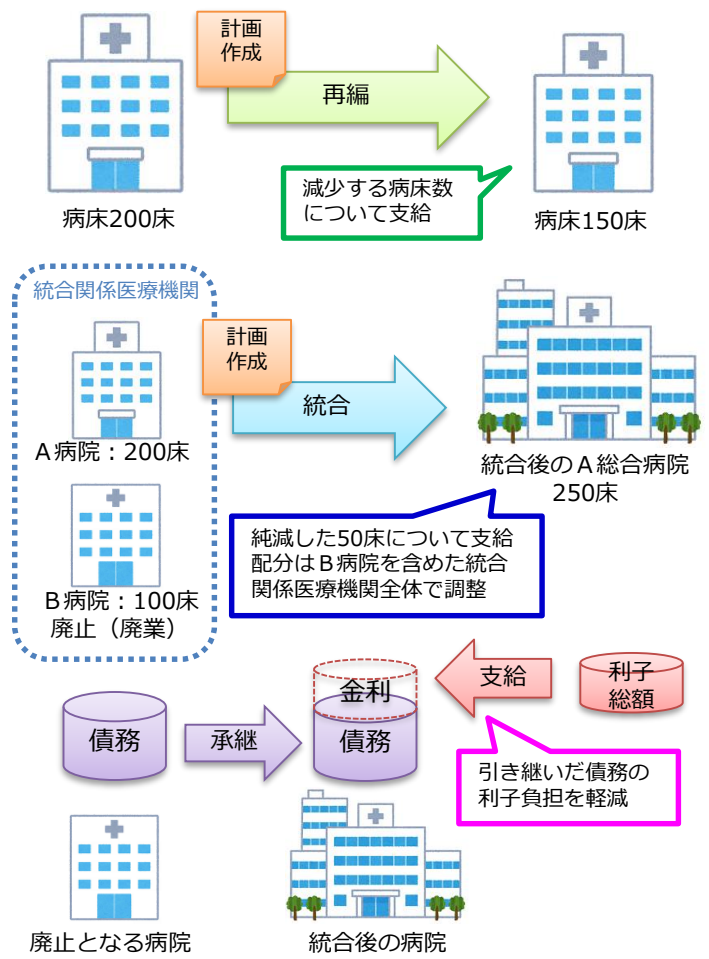 計画
作成
再編
減少する病床数
について支給
病床200床
病床150床
統合関係医療機関
計画
作成
統合
A病院：200床
統合後のA総合病院
250床
純減した50床について支給
配分はB病院を含めた統合
関係医療機関全体で調整
B病院：100床
廃止（廃業）
債務
承継
金利
債務
支給
利子
総額
引き継いだ債務の
利子負担を軽減
廃止となる病院
統合後の病院